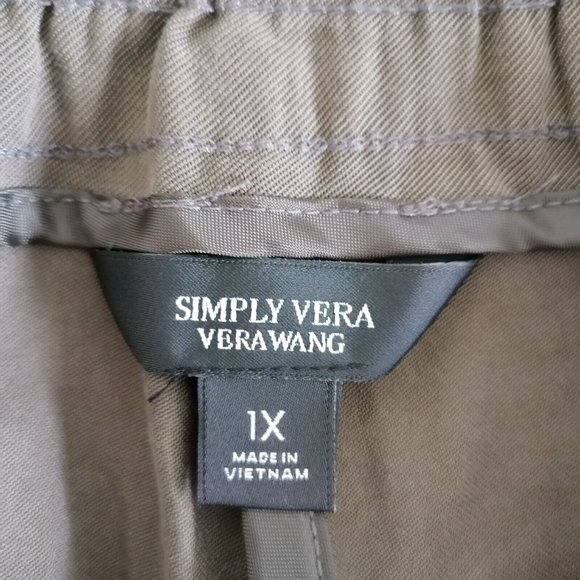 SIMPLY VERA
VERA WANG
1X
MADE IN
VIETNAM